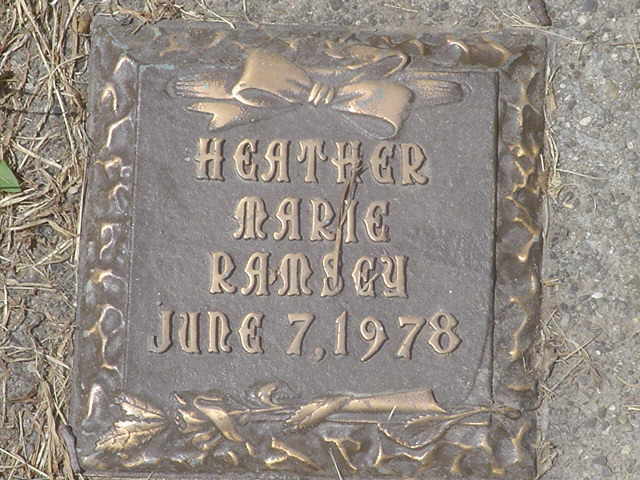 HEATHER
MARIE
RAMSEY
JUNE 7, 1978